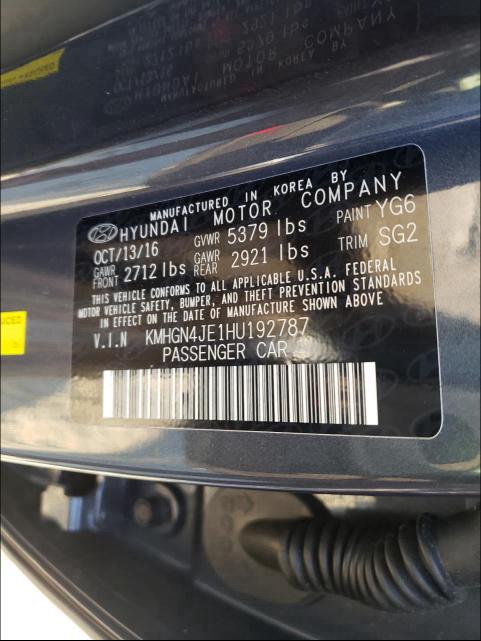 MANUFACTURED IN KOREA BY
HYUNDAI MOTOR COMPANY
OCT/13/16 GVWR 5379 lbs PAINT YG6
GAWR FRONT 2712 lbs GAWR REAR 2921 lbs TRIM SG2
THIS VEHICLE CONFORMS TO ALL APPLICABLE U.S.A. FEDERAL
MOTOR VEHICLE SAFETY, BUMPER, AND THEFT PREVENTION STANDARDS
IN EFFECT ON THE DATE OF MANUFACTURE SHOWN ABOVE
V.I.N KMHGN4JE1HU192787
PASSENGER CAR